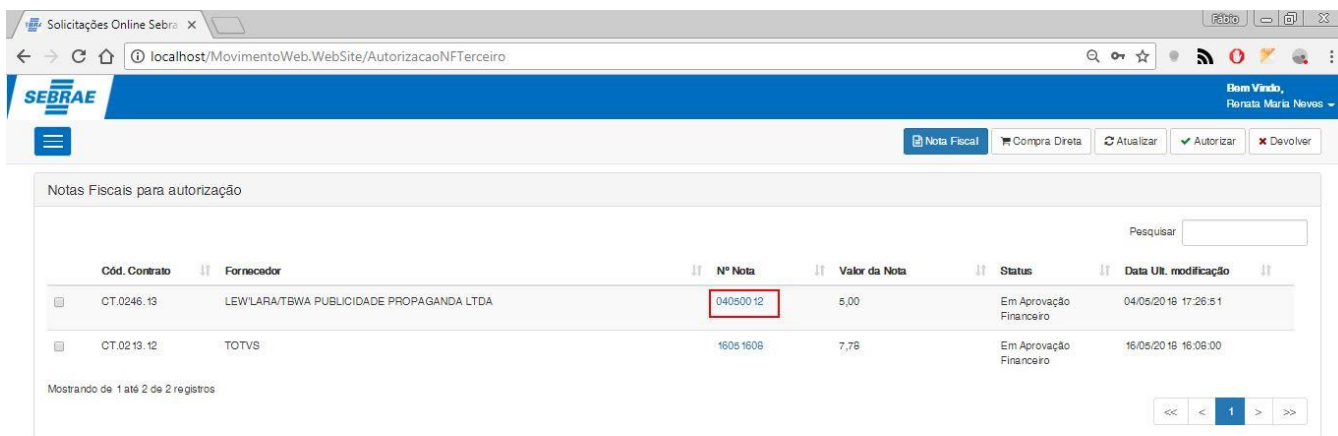 Solicitações Online Sebra
Fábio
localhost/MovimentoWeb.WebSite/AutorizacaoNFTerceiro
SEBRAE
Bem Vindo,
Renata Maria Neves
Nota Fiscal Compra Direta Atualizar Autorizar Devolver
Notas Fiscais para autorização
Pesquisar
Cód. Contrato Fornecedor Nº Nota Valor da Nota Status Data Ult. modificação
CT.0246.13 LEW'LARA/TBWA PUBLICIDADE PROPAGANDA LTDA 04050012 5,00 Em Aprovação 04/05/2018 17:26:51
Financeiro
CT.0213.12 TOTVS 16051608 7,78 Em Aprovação 16/05/2018 16:08:00
Financeiro
Mostrando de 1 até 2 de 2 registros
<< < 1 > >>